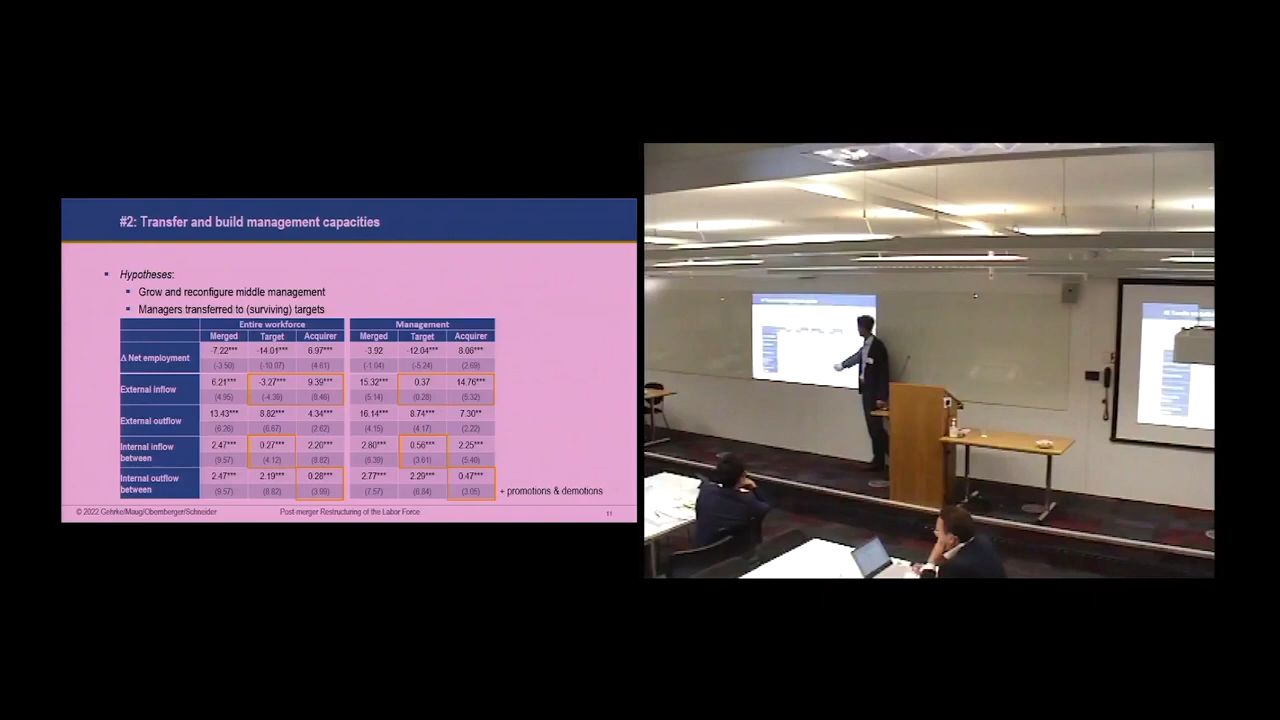 #2: Transfer and build management capacities
Hypotheses:
Grow and reconfigure middle management
Managers transferred to (surviving) targets
Entire workforce Management
Merged Target Acquirer Merged Target Acquirer
Δ Net employment -7.22*** -14.01*** 6.97*** -3.92 -12.04*** 8.06***
(-3.50) (-10.07) (4.61) (-1.04) (-5.24) (2.69)
External inflow 6.21*** -3.27*** 9.39*** 15.32*** 0.37 14.76***
(4.95) (-4.39) (8.46) (5.14) (0.28) (5.32)
External outflow 13.43*** 8.82*** 4.34*** 16.14*** 8.74*** 7.30**
(6.26) (6.67) (2.62) (4.15) (4.17) (2.22)
Internal inflow between 2.47*** 0.27*** 2.20*** 2.80*** 0.56*** 2.25***
(9.57) (4.12) (8.82) (6.39) (3.61) (5.40)
Internal outflow between 2.47*** 2.19*** 0.28*** 2.77*** 2.29*** 0.47***
(9.57) (8.82) (3.99) (7.57) (6.84) (3.05)
+ promotions & demotions
© 2022 Gehrke/Maug/Obernberger/Schneider Post-merger Restructuring of the Labor Force 11